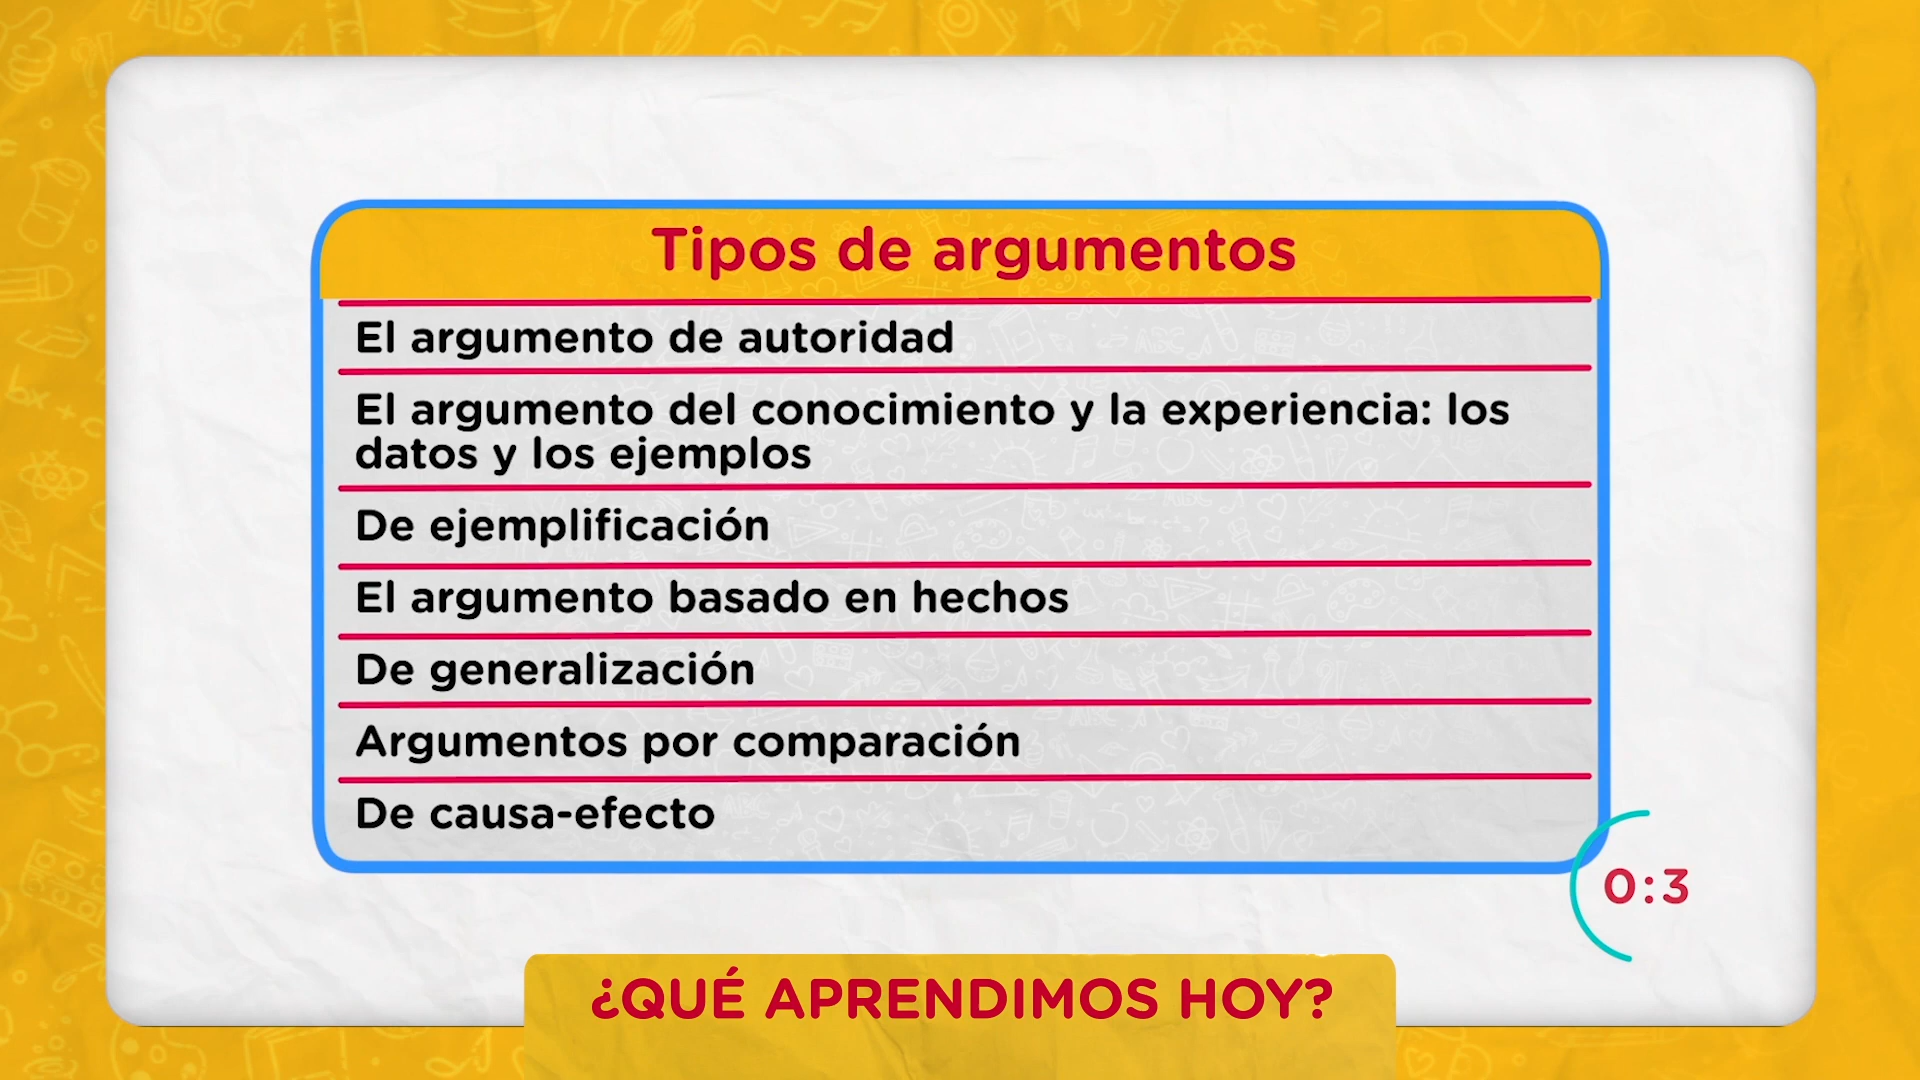 Tipos de argumentos
El argumento de autoridad
El argumento del conocimiento y la experiencia: los
datos y los ejemplos
De ejemplificación
El argumento basado en hechos
De generalización
Argumentos por comparación
De causa-efecto
0:3
¿QUÉ APRENDIMOS HOY?